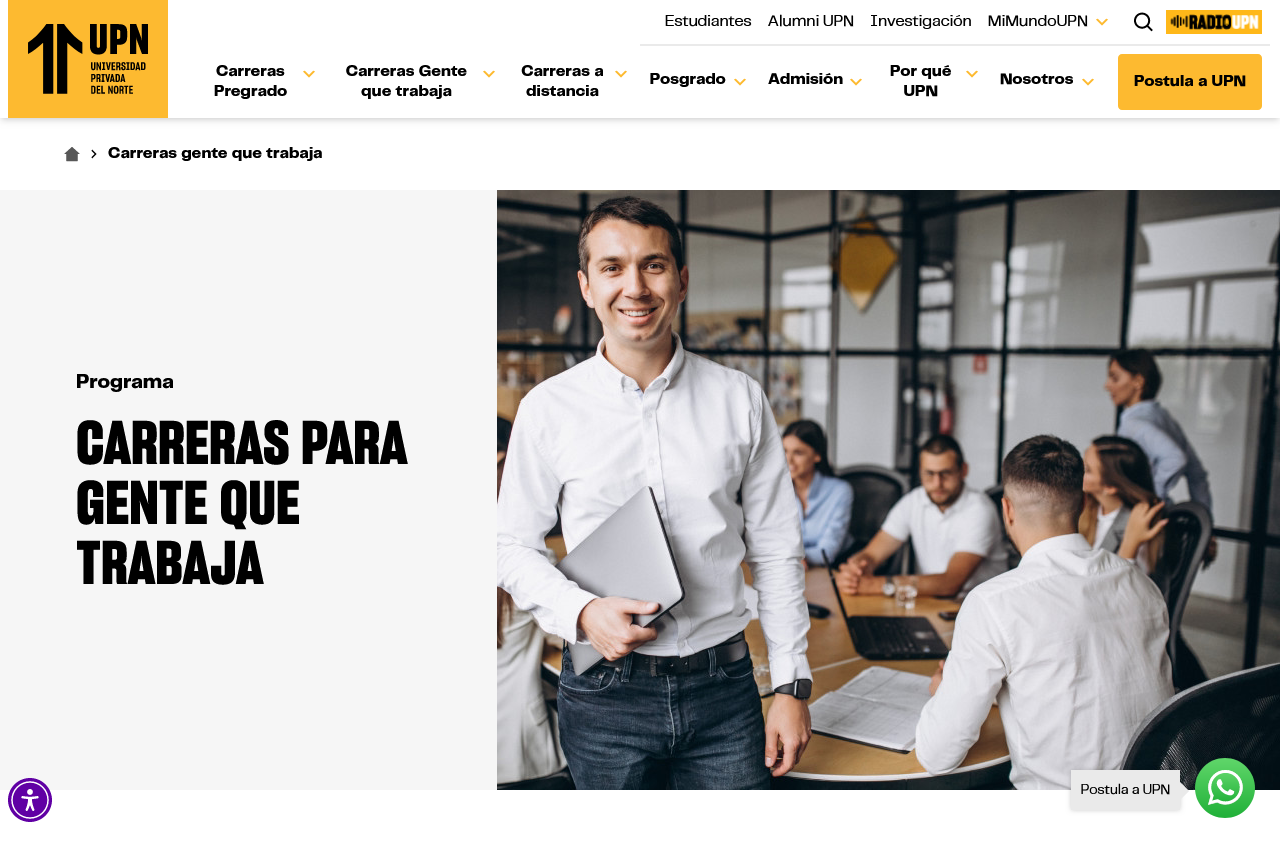 UPN
UNIVERSIDAD
PRIVADA
DEL NORTE
Estudiantes
Alumni UPN
Investigación
MiMundoUPN
RADIOUPN
Carreras
Pregrado
Carreras Gente
que trabaja
Carreras a
distancia
Posgrado
Admisión
Por qué
UPN
Nosotros
Postula a UPN
Carreras gente que trabaja
Programa
CARRERAS PARA
GENTE QUE
TRABAJA
Postula a UPN